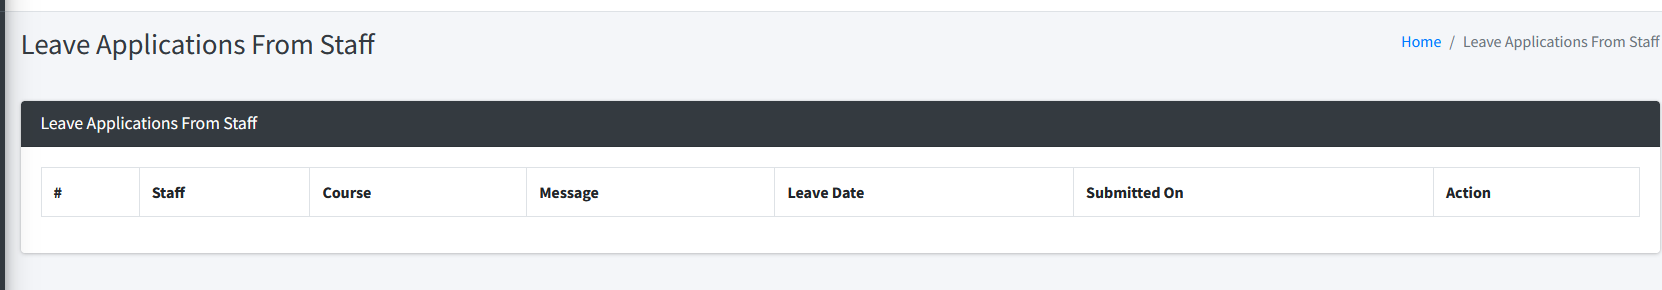 Leave Applications From Staff
Home / Leave Applications From Staff
Leave Applications From Staff
# Staff Course Message Leave Date Submitted On Action